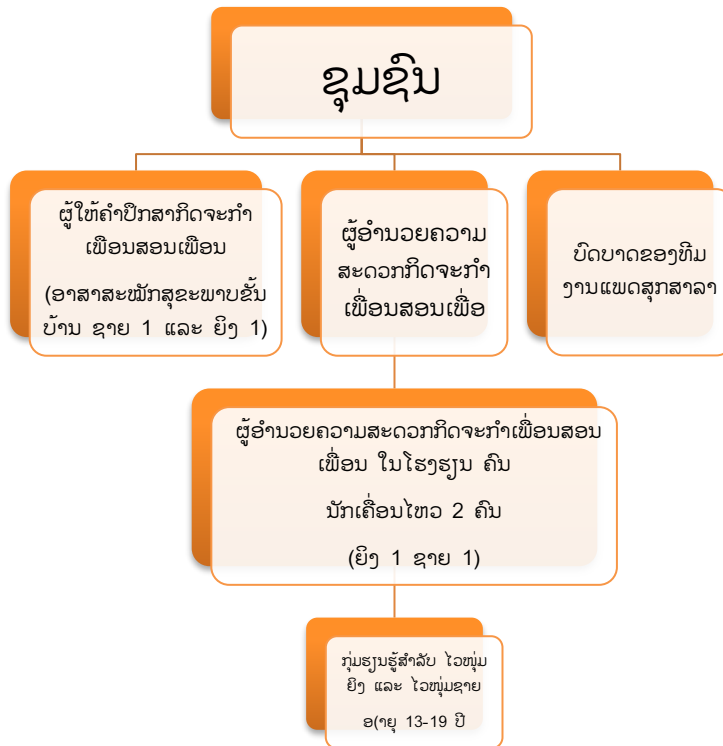 ຊຸມຊົນ
ຜູ້ໃຫ້ຄຳປຶກສາກິດຈະກຳ
ເພື່ອນສອນເພື່ອນ
(ອາສາສະໝັກສຸຂະພາບຂັ້ນ
ບ້ານ ຊາຍ 1 ແລະ ຍິງ 1)
ຜູ້ອຳນວຍຄວາມ
ສະດວກກິດຈະກຳ
ເພື່ອນສອນເພື່ອ
ບົດບາດຂອງທີມ
ງານແພດສຸກສາລາ
ຜູ້ອຳນວຍຄວາມສະດວກກິດຈະກຳເພື່ອນສອນ
ເພື່ອນ ໃນໂຮງຮຽນ ຄົນ
ນັກເຄື່ອນໄຫວ 2 ຄົນ
(ຍິງ 1 ຊາຍ 1)
ກຸ່ມຮຽນຮູ້ສຳລັບ ໄວໜຸ່ມ
ຍິງ ແລະ ໄວໜຸ່ມຊາຍ
ອ(າຍຸ 13-19 ປີ